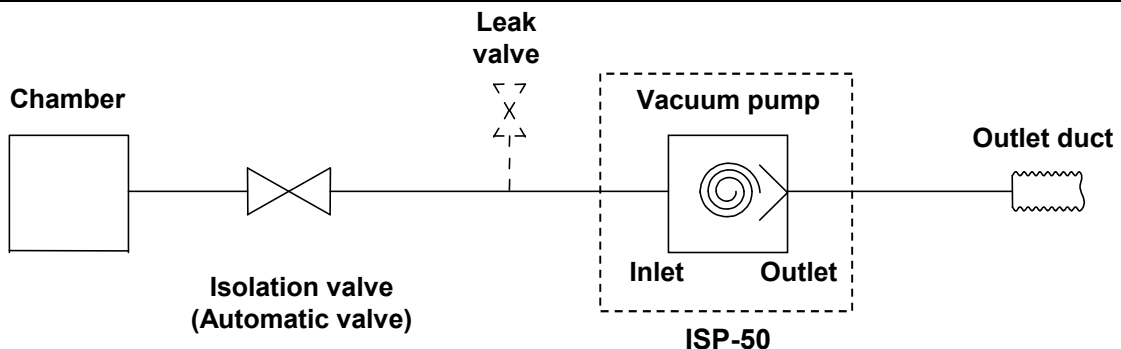 Leak
valve
Chamber
Vacuum pump
Outlet duct
Inlet
Outlet
Isolation valve
(Automatic valve)
ISP-50